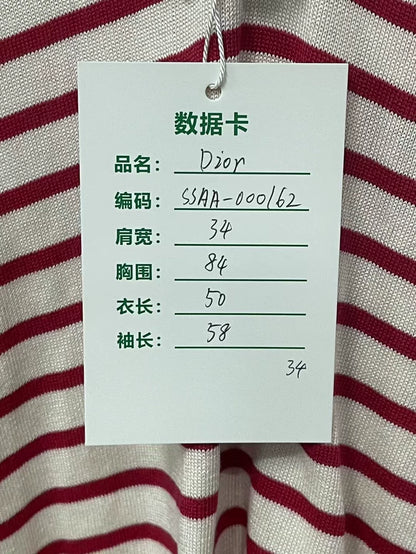 数据卡
品名: Dior
编码: SSAA-000162
肩宽: 34
胸围: 84
衣长: 50
袖长: 58
34